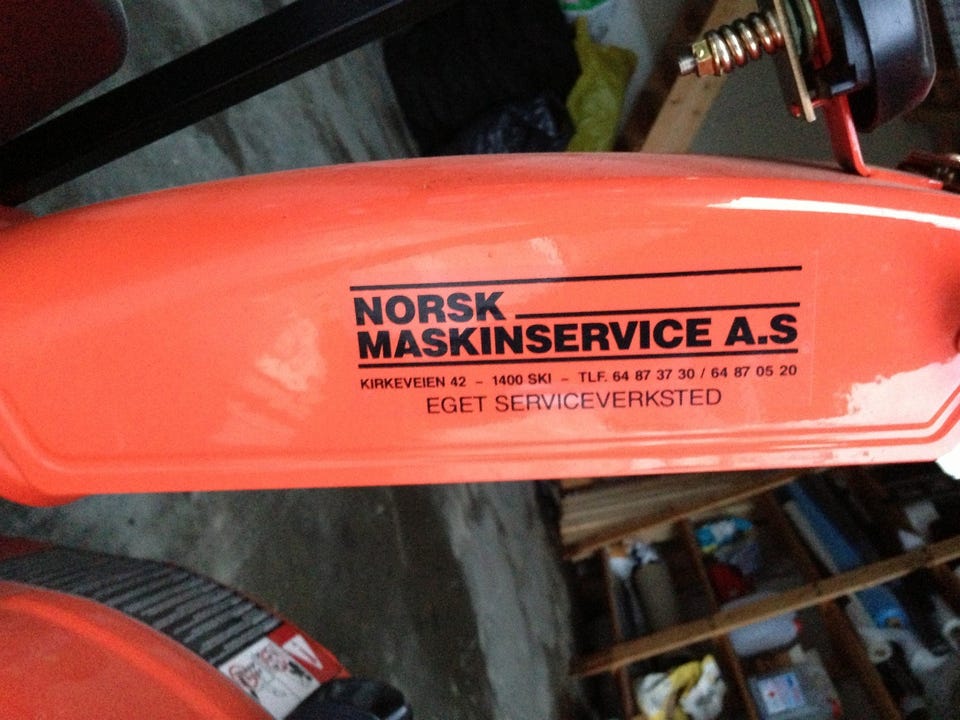 NORSK
MASKINSERVICE A.S
KIRKEVEIEN 42 - 1400 SKI - TLF. 64 87 37 30 / 64 87 05 20
EGET SERVICEVERKSTED